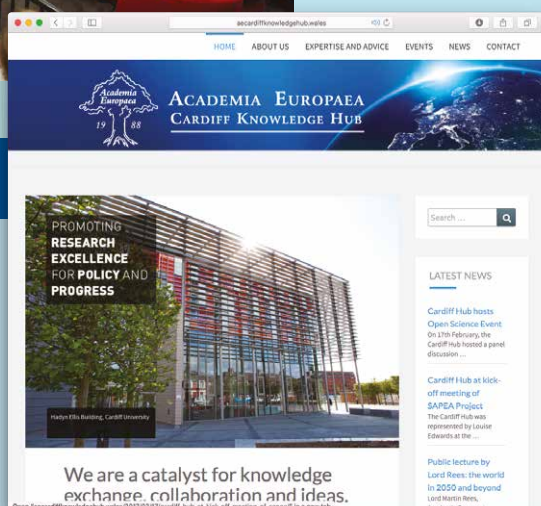 aecardiffknowledgehub.wales
HOME ABOUT US EXPERTISE AND ADVICE EVENTS NEWS CONTACT
Academia
Europaea
19 88
ACADEMIA EUROPAEA
CARDIFF KNOWLEDGE HUB
PROMOTING
RESEARCH
EXCELLENCE
FOR POLICY AND
PROGRESS
Hadyn Ellis Building, Cardiff University
We are a catalyst for knowledge
exchange, collaboration and ideas.
Search ...
LATEST NEWS
Cardiff Hub hosts
Open Science Event
On 17th February, the
Cardiff Hub hosted a panel
discussion ...
Cardiff Hub at kick-
off meeting of
SAPEA Project
The Cardiff Hub was
represented by Louise
Edwards at the ...
Public lecture by
Lord Rees: the world
in 2050 and beyond
Lord Martin Rees,